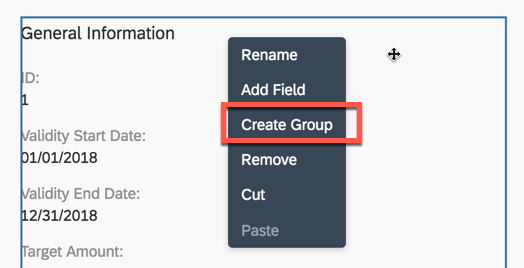 General Information
Rename
ID:
Add Field
1
Create Group
Validity Start Date:
01/01/2018
Remove
Validity End Date:
Cut
12/31/2018
Paste
Target Amount: